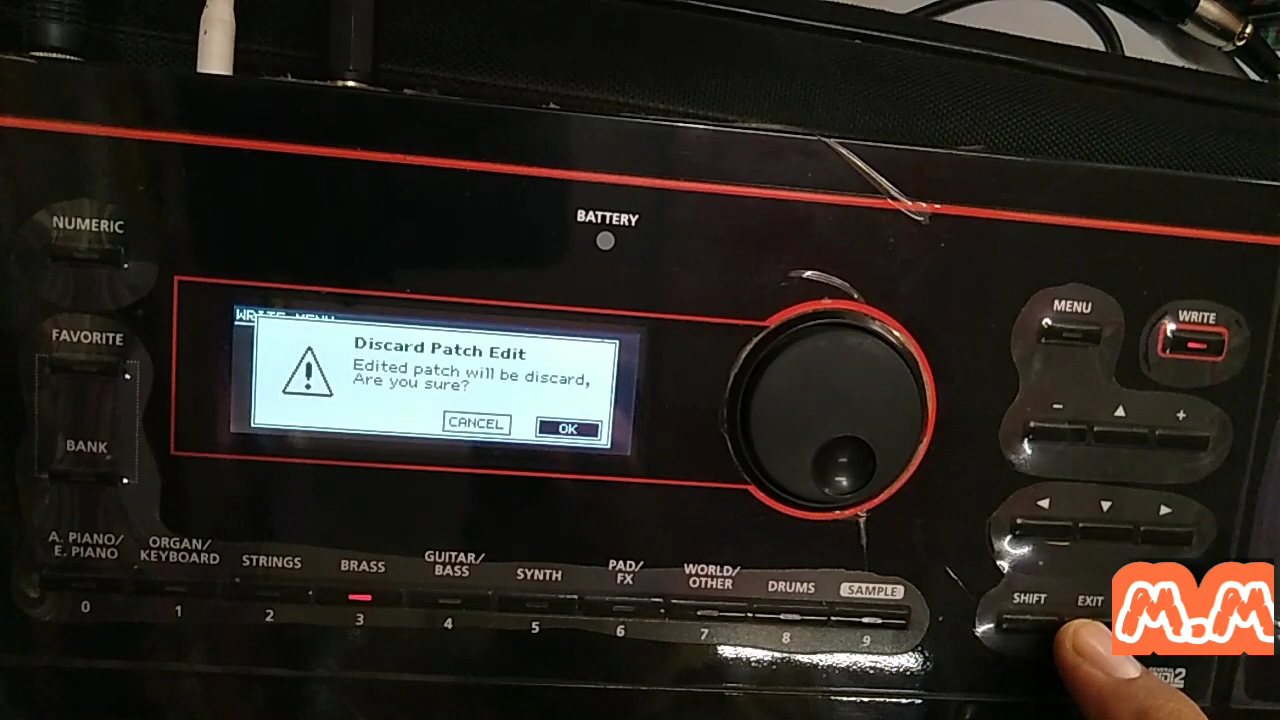 NUMERIC
BATTERY
FAVORITE
BANK
WRITE MENU
Discard Patch Edit
Edited patch will be discard,
Are you sure?
CANCEL
OK
MENU
WRITE
-
+
A. PIANO/
E. PIANO
ORGAN/
KEYBOARD
STRINGS
BRASS
GUITAR/
BASS
SYNTH
PAD/
FX
WORLD/
OTHER
DRUMS
SAMPLE
0
1
2
3
4
5
6
7
8
9
SHIFT
EXIT
M.M